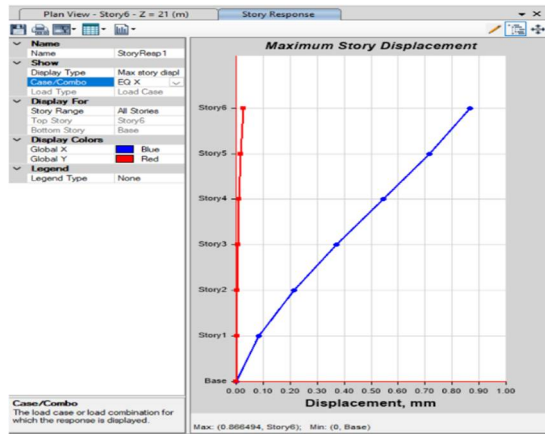 Plan View - Story6 - Z = 21 (m)
Story Response
Name
Name StoryResp1
Show
Display Type Max story displ
Case/Combo EQ X
Load Type Load Case
Display For
Story Range All Stories
Top Story Story6
Bottom Story Base
Display Colors
Global X Blue
Global Y Red
Legend
Legend Type None
Case/Combo
The load case or load combination for
which the response is displayed.
Maximum Story Displacement
Story6
Story5
Story4
Story3
Story2
Story1
Base
0.00 0.10 0.20 0.30 0.40 0.50 0.60 0.70 0.80 0.90 1.00
Displacement, mm
Max: (0.866494, Story6); Min: (0, Base)